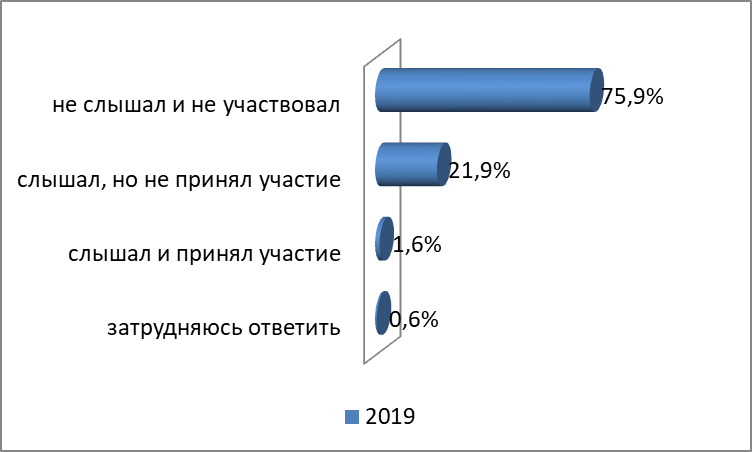 не слышал и не участвовал 75,9%
слышал, но не принял участие 21,9%
слышал и принял участие 1,6%
затрудняюсь ответить 0,6%
2019